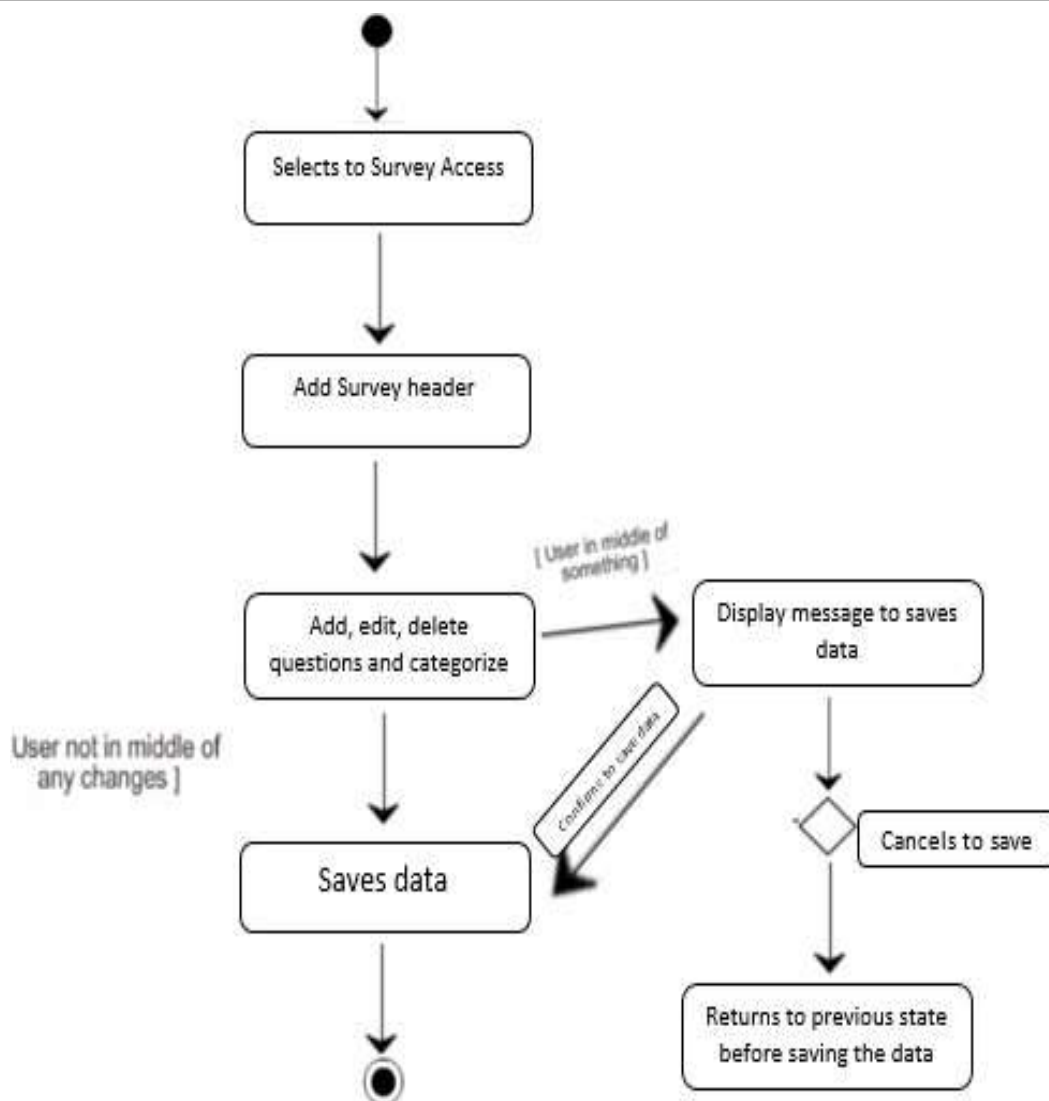 Selects to Survey Access
Add Survey header
[ User in middle of
something ]
Add, edit, delete
questions and categorize
Display message to saves
data
User not in middle of
any changes ]
Confirms to save data
Saves data
Cancels to save
Returns to previous state
before saving the data